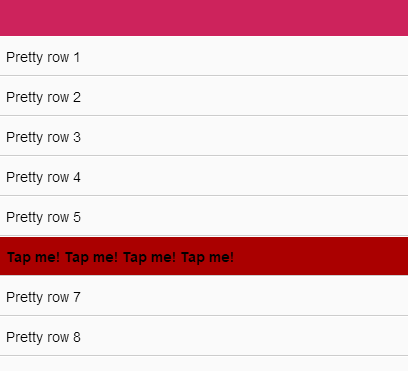 Pretty row 1
Pretty row 2
Pretty row 3
Pretty row 4
Pretty row 5
Tap me! Tap me! Tap me! Tap me!
Pretty row 7
Pretty row 8